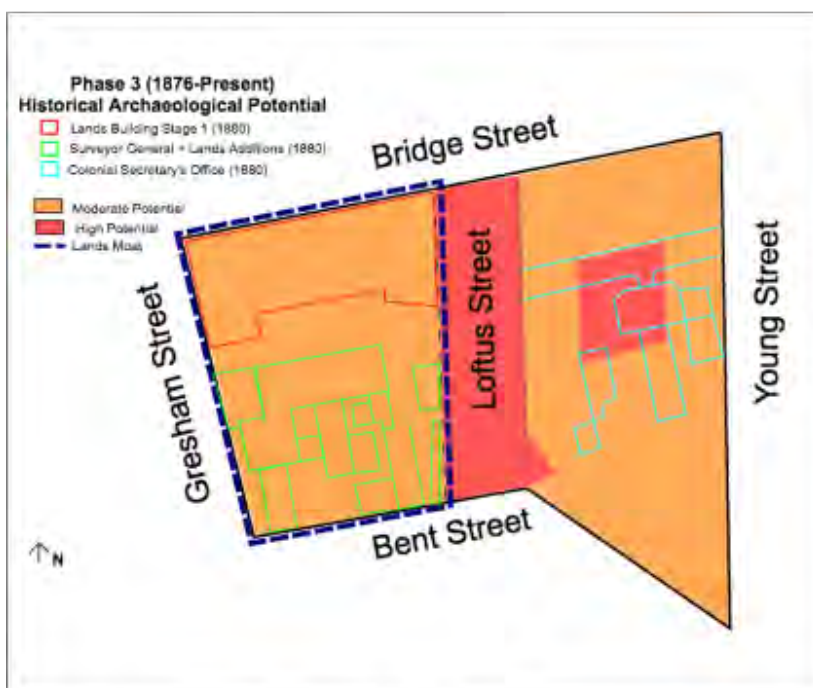 Phase 3 (1876-Present)
Historical Archaeological Potential
Lands Building Stage 1 (1880)
Surveyor General + Lands Additions (1880)
Colonial Secretary's Office (1880)
Moderate Potential
High Potential
Lands Moat
Bridge Street
Gresham Street
Loftus Street
Young Street
Bent Street
N